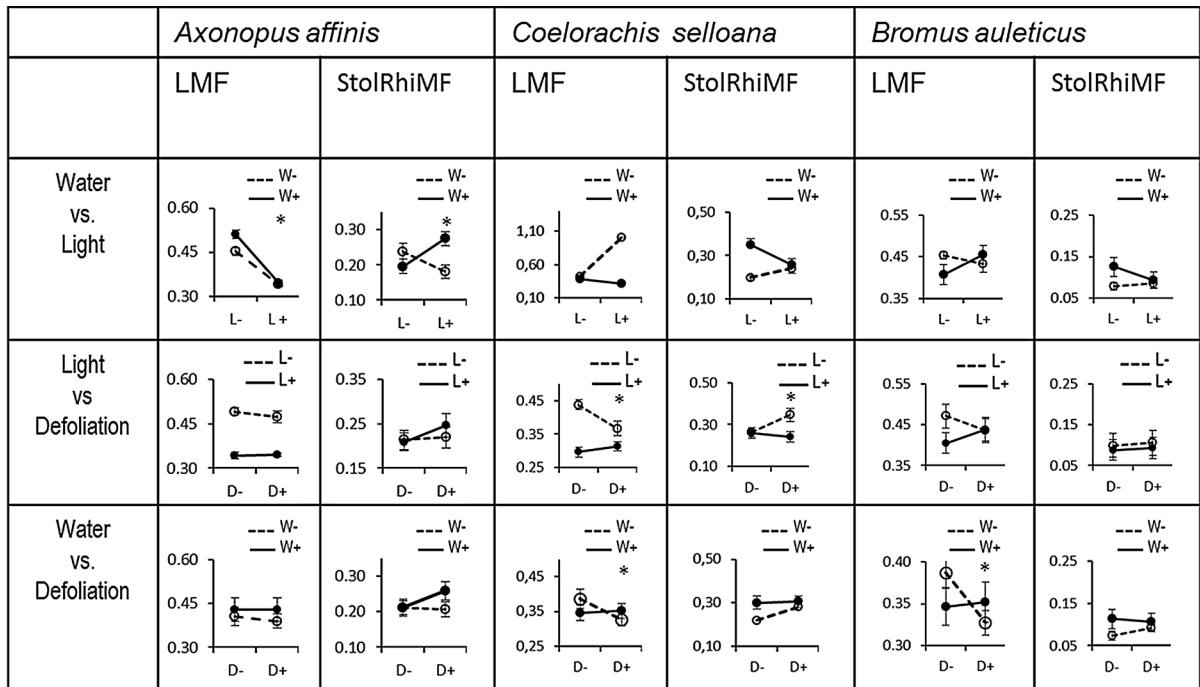 Axonopus affinis Coelorachis selloana Bromus auleticus
LMF StolRhiMF LMF StolRhiMF LMF StolRhiMF
Water
vs.
Light
W- W- W- W- W- W-
W+ W+ W+ W+ W+ W+
0.60 0.30 1,10 0,50 0.55 0.25
* *
0.45 0.20 0,60 0,30 0.45 0.15
0.30 0.10 0,10 0,10 0.35 0.05
L- L+ L- L+ L- L+ L- L+ L- L+ L- L+
Light
vs
Defoliation
L- L- L- L- L- L-
L+ L+ L+ L+ L+ L+
0.60 0.35 0.45 0.50 0.55 0.25
* *
0.45 0.25 0.35 0.30 0.45 0.15
0.30 0.15 0.25 0.10 0.35 0.05
D- D+ D- D+ D- D+ D- D+ D- D+ D- D+
Water
vs.
Defoliation
W- W- W- W- W- W-
W+ W+ W+ W+ W+ W+
0.60 0.30 0,45 0,50 0.40 0.25
* *
0.45 0.20 0,35 0,30 0.35 0.15
0.30 0.10 0,25 0,10 0.30 0.05
D- D+ D- D+ D- D+ D- D+ D- D+ D- D+